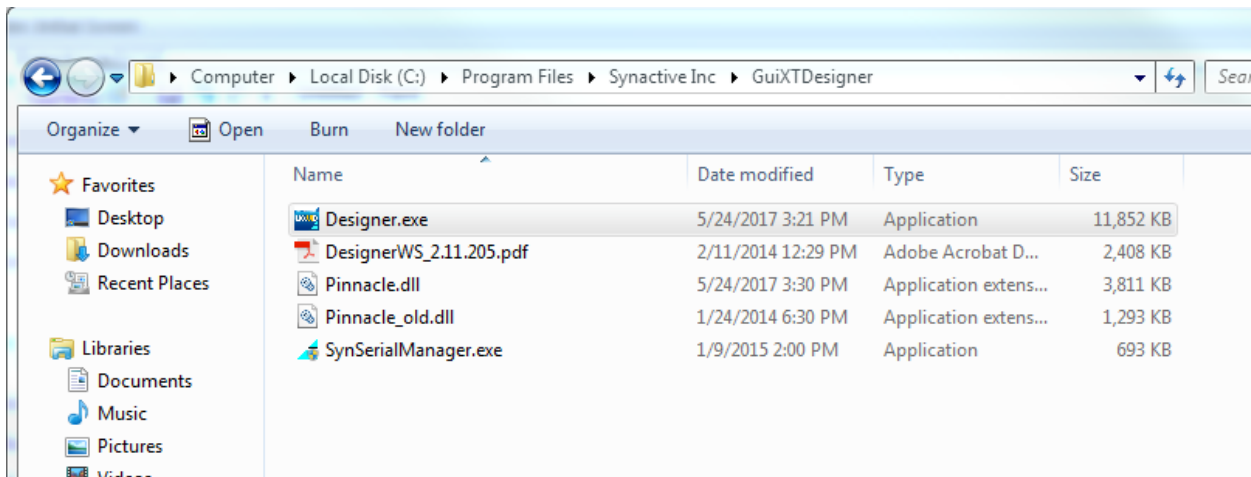 Computer Local Disk (C:) Program Files Synactive Inc GuiXTDesigner
Organize Open Burn New folder
Favorites
Desktop
Downloads
Recent Places
Libraries
Documents
Music
Pictures
Name Date modified Type Size
Designer.exe 5/24/2017 3:21 PM Application 11,852 KB
DesignerWS_2.11.205.pdf 2/11/2014 12:29 PM Adobe Acrobat D... 2,408 KB
Pinnacle.dll 5/24/2017 3:30 PM Application extens... 3,811 KB
Pinnacle_old.dll 1/24/2014 6:30 PM Application extens... 1,293 KB
SynSerialManager.exe 1/9/2015 2:00 PM Application 693 KB